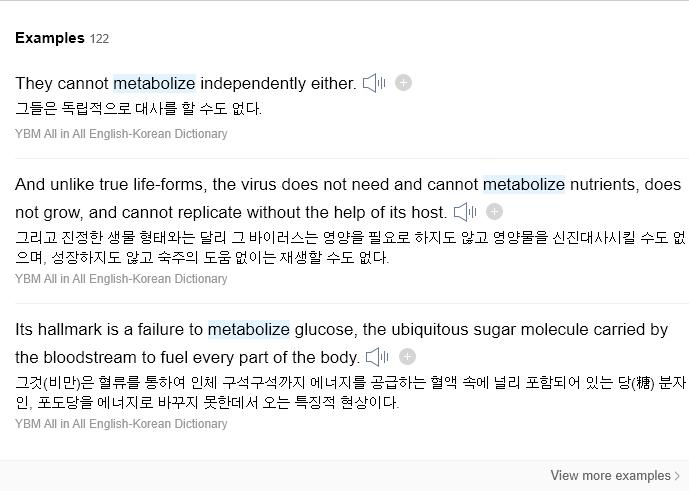 Examples 122
They cannot metabolize independently either.
그들은 독립적으로 대사를 할 수도 없다.
YBM All in All English-Korean Dictionary
And unlike true life-forms, the virus does not need and cannot metabolize nutrients, does
not grow, and cannot replicate without the help of its host.
그리고 진정한 생물 형태와는 달리 그 바이러스는 영양을 필요로 하지도 않고 영양물을 신진대사시킬 수도 없
으며, 성장하지도 않고 숙주의 도움 없이는 재생할 수도 없다.
YBM All in All English-Korean Dictionary
Its hallmark is a failure to metabolize glucose, the ubiquitous sugar molecule carried by
the bloodstream to fuel every part of the body.
그것(비만)은 혈류를 통하여 인체 구석구석까지 에너지를 공급하는 혈액 속에 널리 포함되어 있는 당(糖) 분자
인, 포도당을 에너지로 바꾸지 못한데서 오는 특징적 현상이다.
YBM All in All English-Korean Dictionary
View more examples